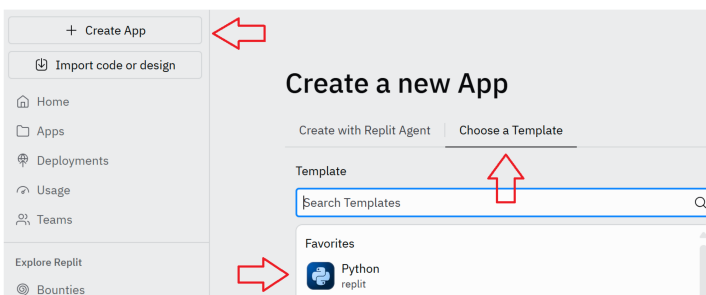 + Create App
Import code or design
Home
Apps
Deployments
Usage
Teams
Explore Replit
Bounties
Create a new App
Create with Replit Agent
Choose a Template
Template
Search Templates
Favorites
Python
replit